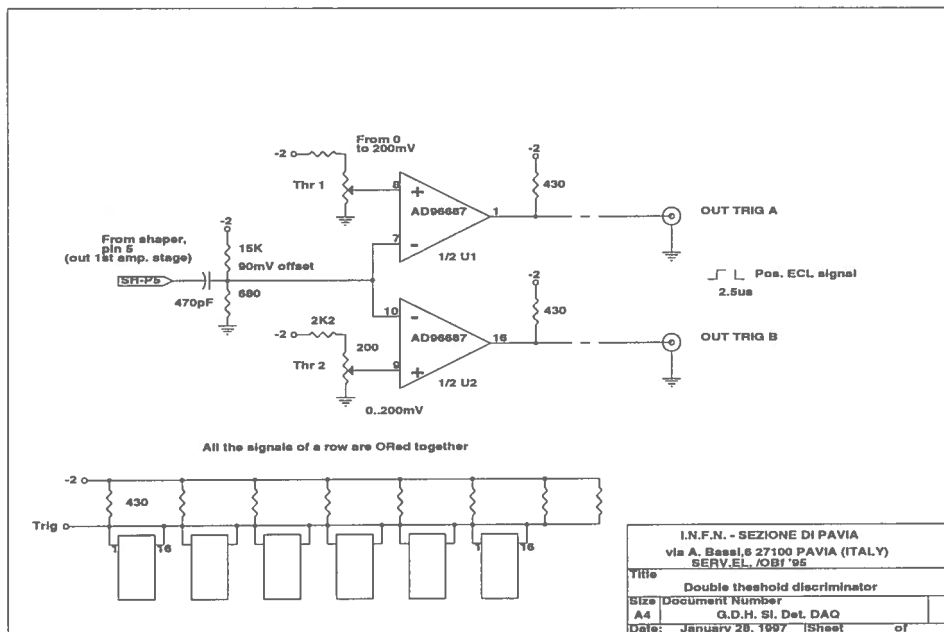 From 0
to 200mV
-2
Thr 1
8
+
AD96687
1
7
-
1/2 U1
-2
430
OUT TRIG A
From shaper,
pin 5
(out 1st amp. stage)
SH-P5
470pF
-2
15K
90mV offset
680
Pos. ECL signal
2.5us
-2
2K2
200
Thr 2
10
-
AD96687
16
9
+
1/2 U2
-2
430
OUT TRIG B
0..200mV
All the signals of a row are ORed together
-2
430
Trig
1
16
1
16
I.N.F.N. - SEZIONE DI PAVIA
via A. Bassi,6 27100 PAVIA (ITALY)
SERV.EL. /OBf '95
Title
Double theshold discriminator
Size
Document Number
A4
G.D.H. Si. Det. DAQ
Date:
January 28, 1997
Sheet
of